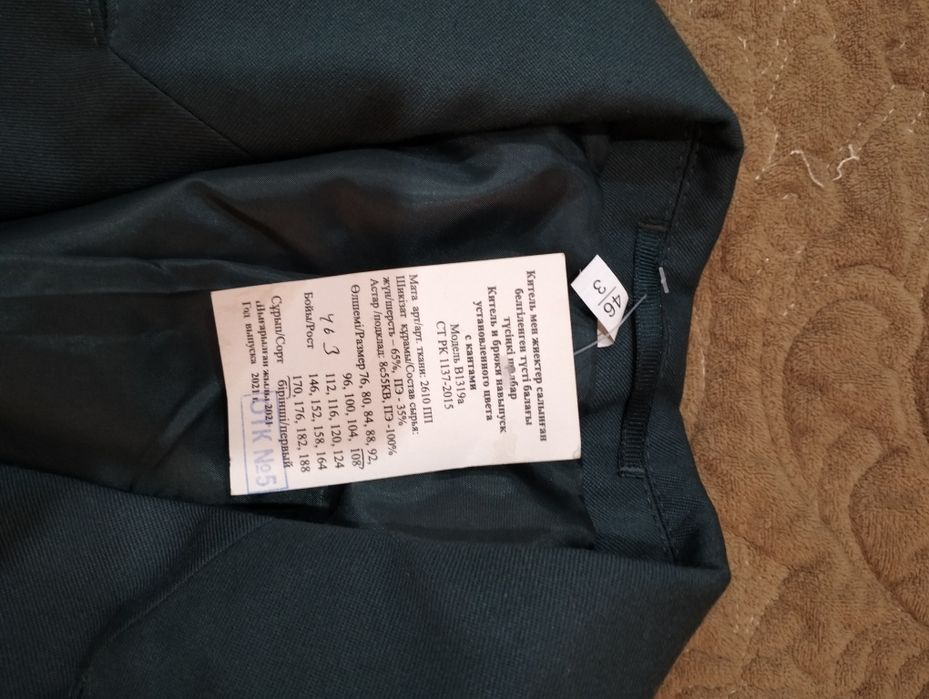 Китель мен жиектер салынған
белгіленген түсті балағы
түсіңкі шалбар
Китель и брюки навыпуск
установленного цвета
с кантами
Модель В1319а
СТ РК 1137-2015
Мата арт/арт. ткани: 2610 ПП
Шикізат құрамы/Состав сырья:
жүн/шерсть – 65%, ПЭ - 35%
Астар /подклад: 8с55КВ, ПЭ -100%
Өлшемі/Размер 76, 80, 84, 88, 92,
96, 100, 104, 108
112, 116, 120, 124
46 3
Бойы/Рост 146, 152, 158, 164
170, 176, 182, 188
Сұрып/Сорт бірінші/первый
Шығарылған жылы 2021
Год выпуска 2021 г.
ОТК №5
46/3